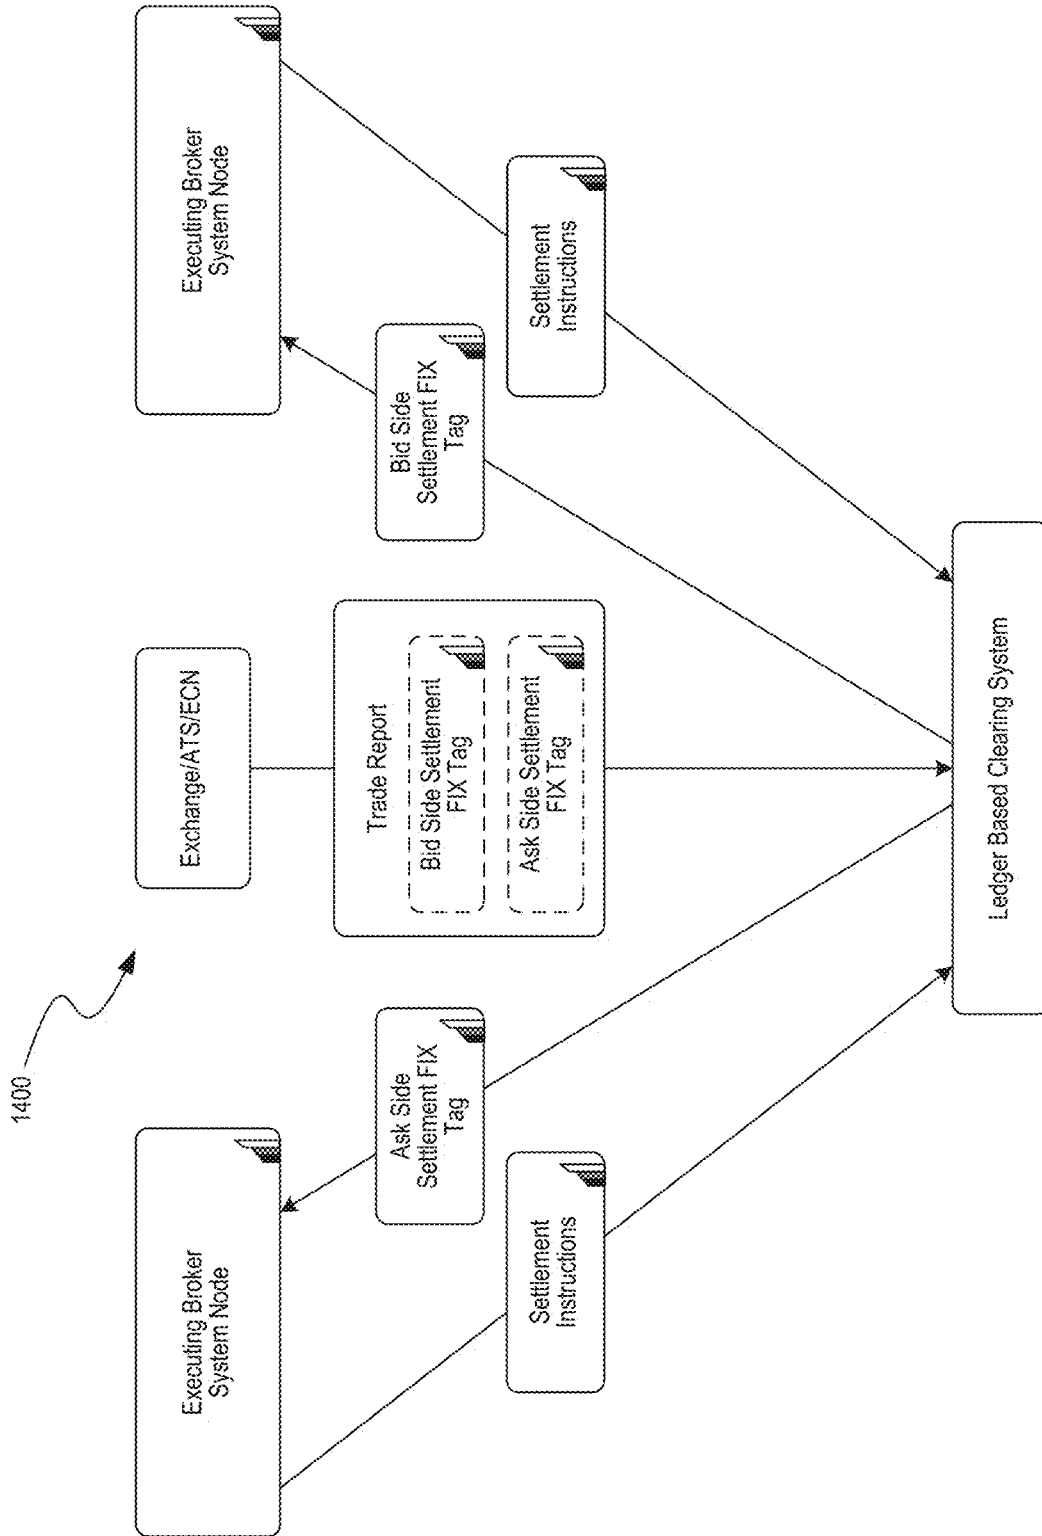 1400
Executing Broker
System Node
Exchange/ATS/ECN
Executing Broker
System Node
Ask Side
Settlement FIX
Tag
Trade Report
Bid Side Settlement
FIX Tag
Ask Side Settlement
FIX Tag
Bid Side
Settlement FIX
Tag
Settlement
Instructions
Settlement
Instructions
Ledger Based Clearing System